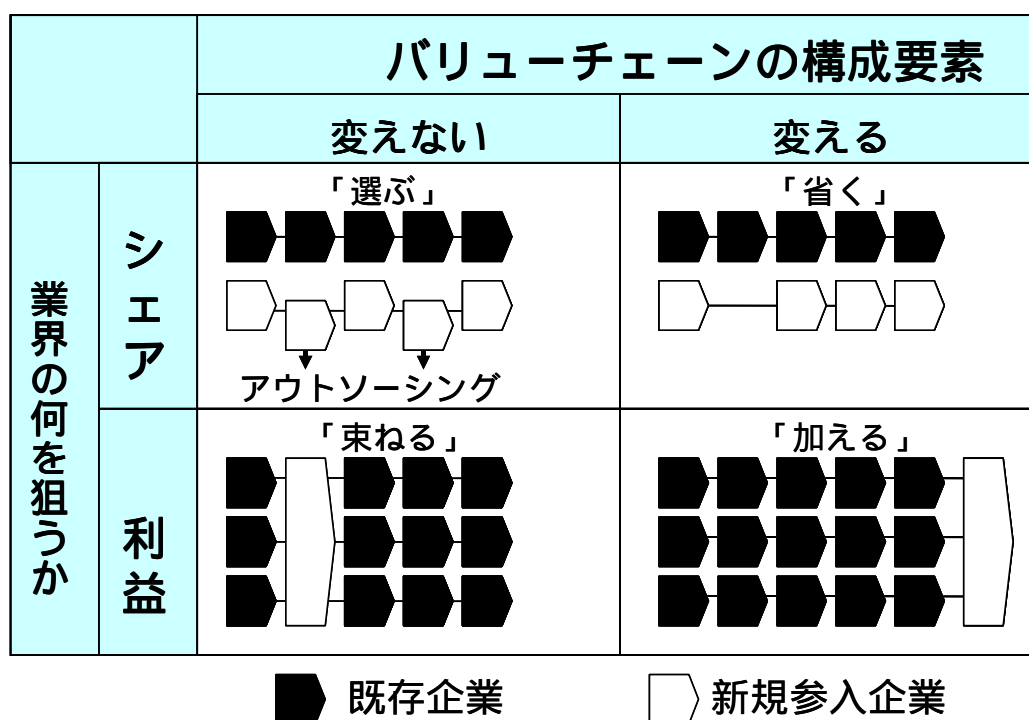 バリューチェーンの構成要素
変えない
変える
業界の何を狙うか
シェア
「選ぶ」
アウトソーシング
「省く」
利益
「束ねる」
「加える」
既存企業
新規参入企業